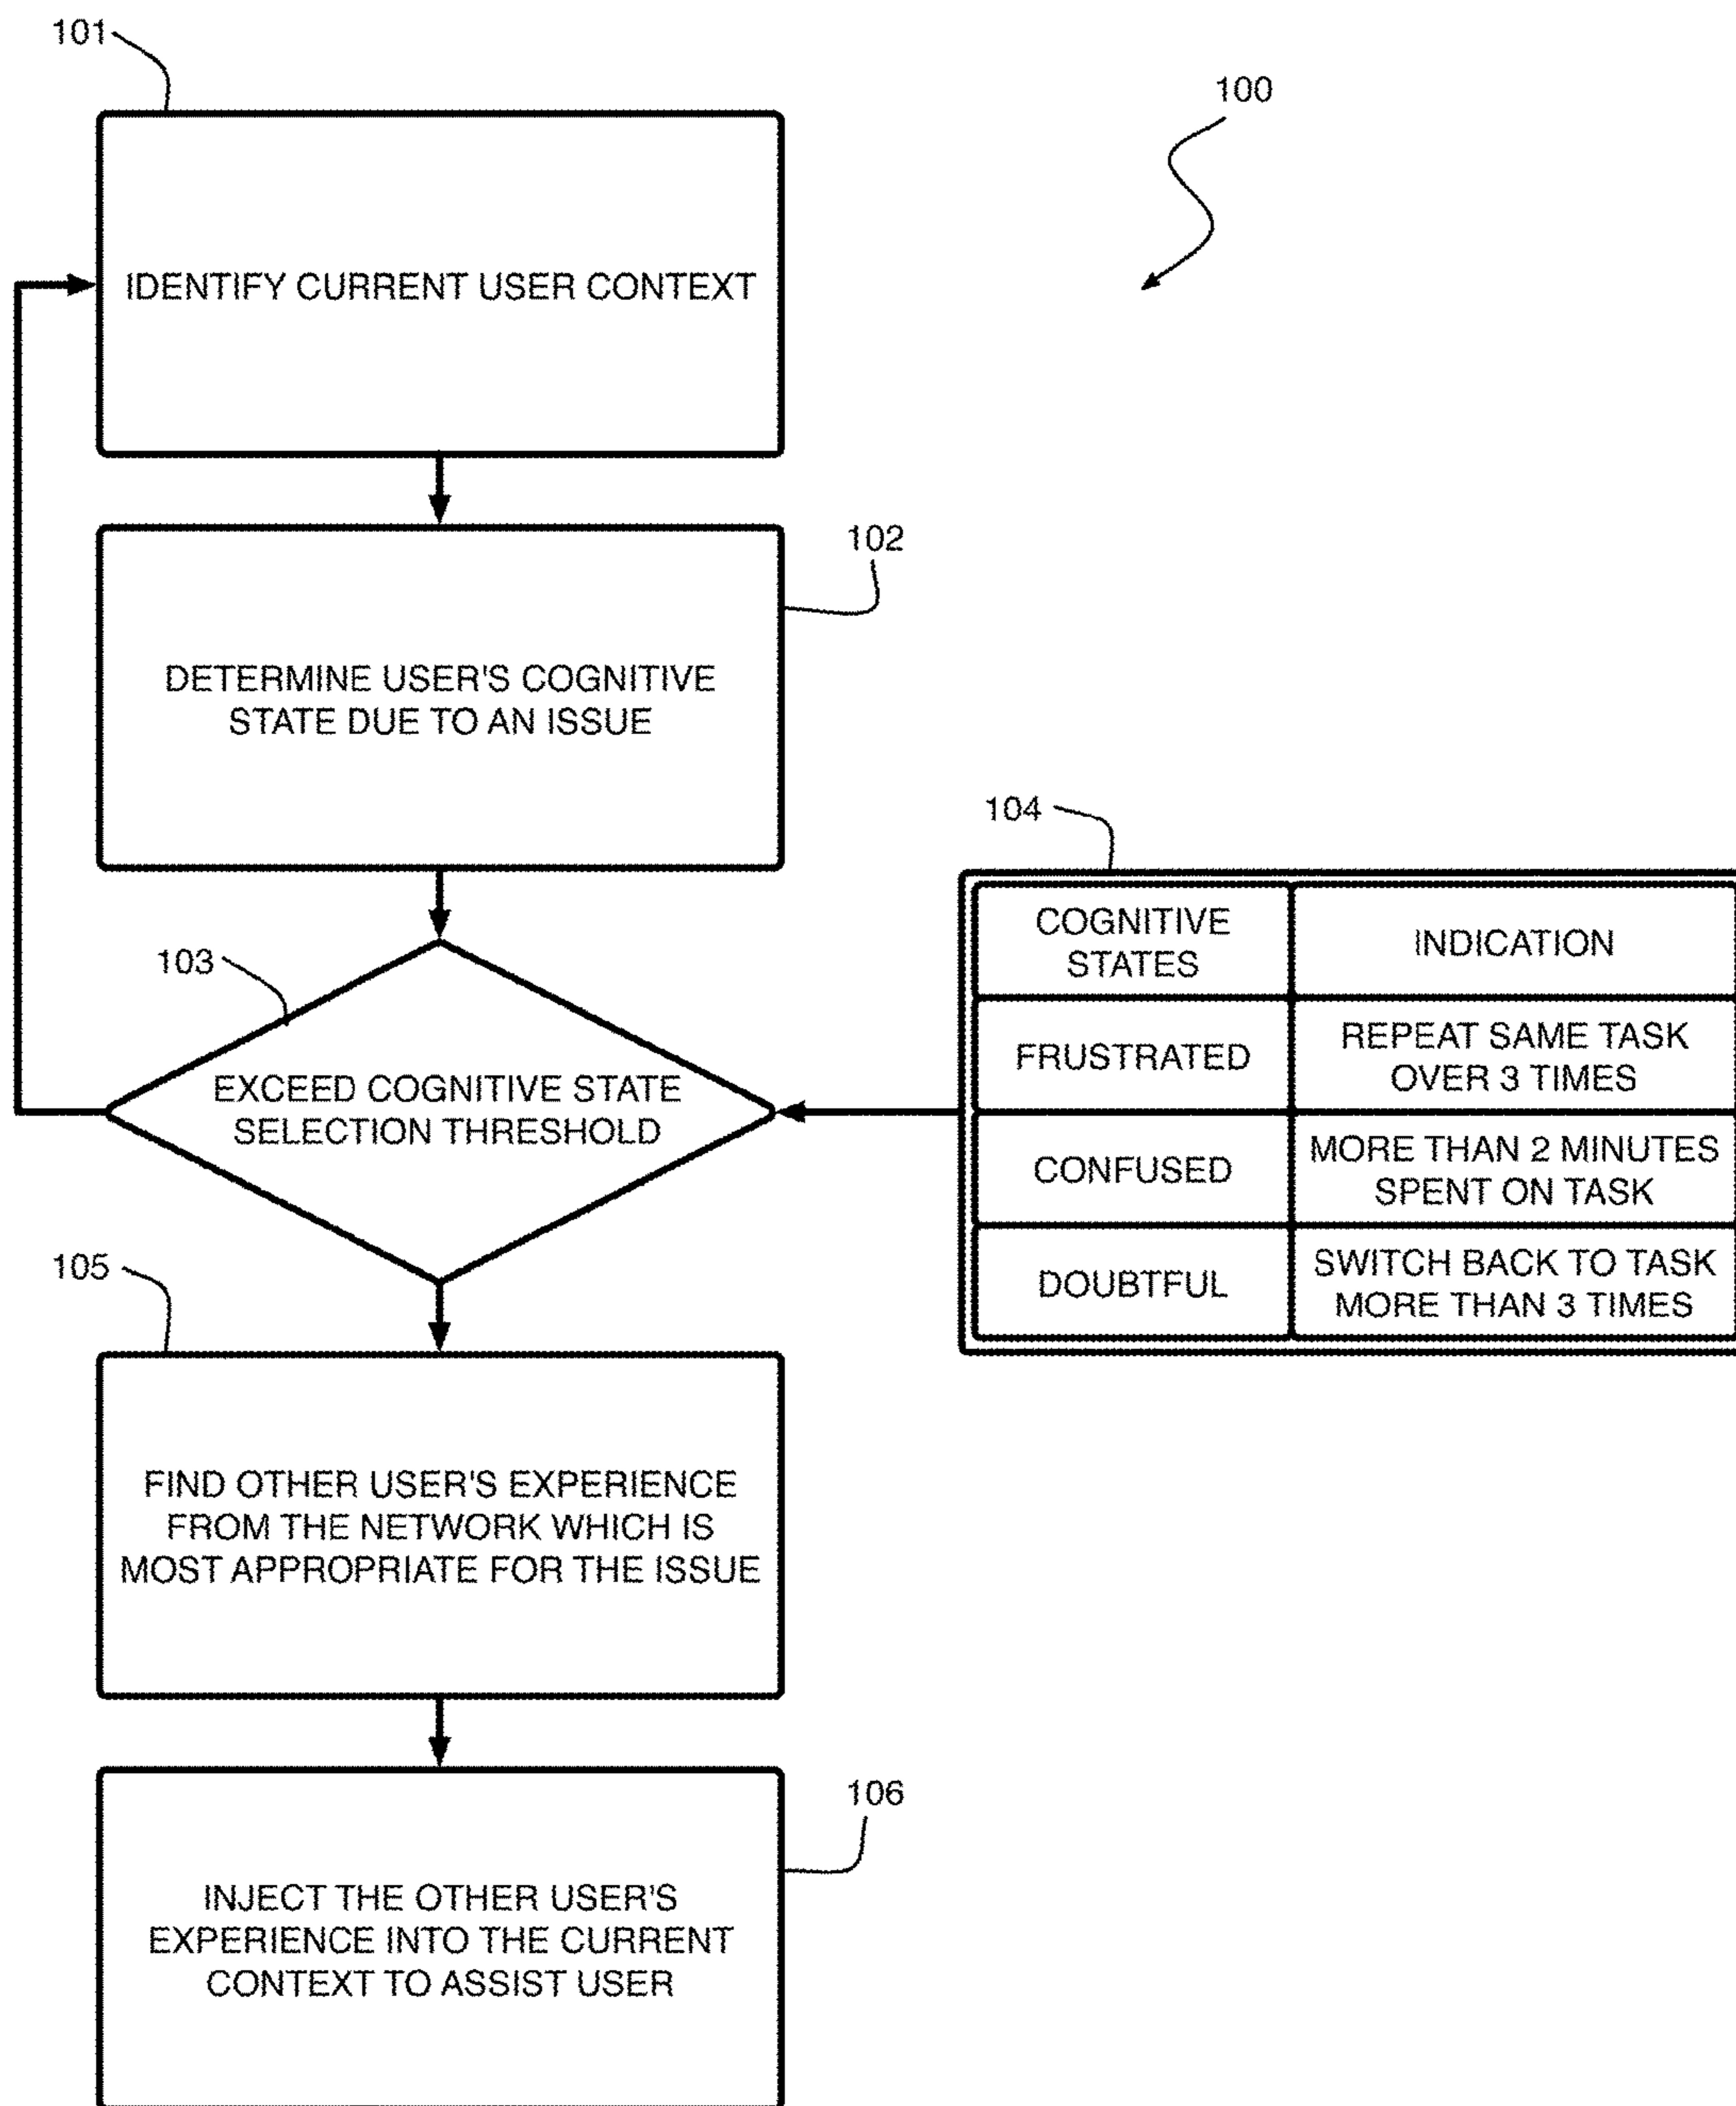 101
100
IDENTIFY CURRENT USER CONTEXT
102
DETERMINE USER'S COGNITIVE
STATE DUE TO AN ISSUE
104
103
EXCEED COGNITIVE STATE
SELECTION THRESHOLD
COGNITIVE
STATES
INDICATION
FRUSTRATED
REPEAT SAME TASK
OVER 3 TIMES
CONFUSED
MORE THAN 2 MINUTES
SPENT ON TASK
DOUBTFUL
SWITCH BACK TO TASK
MORE THAN 3 TIMES
105
FIND OTHER USER'S EXPERIENCE
FROM THE NETWORK WHICH IS
MOST APPROPRIATE FOR THE ISSUE
106
INJECT THE OTHER USER'S
EXPERIENCE INTO THE CURRENT
CONTEXT TO ASSIST USER